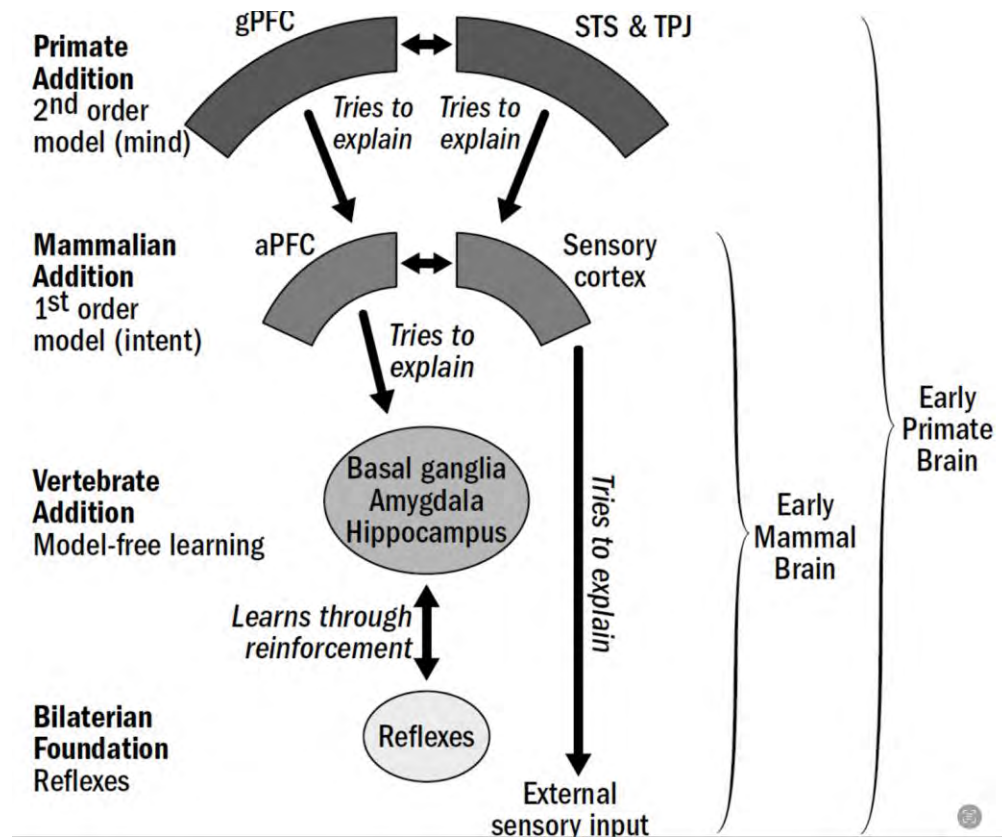 gPFC
STS & TPJ
Primate
Addition
2nd order
model (mind)
Tries to
explain
Tries to
explain
Mammalian
Addition
1st order
model (intent)
aPFC
Sensory
cortex
Tries to
explain
Early
Primate
Brain
Vertebrate
Addition
Model-free learning
Basal ganglia
Amygdala
Hippocampus
Tries to explain
Early
Mammal
Brain
Learns through
reinforcement
Bilaterian
Foundation
Reflexes
Reflexes
External
sensory input